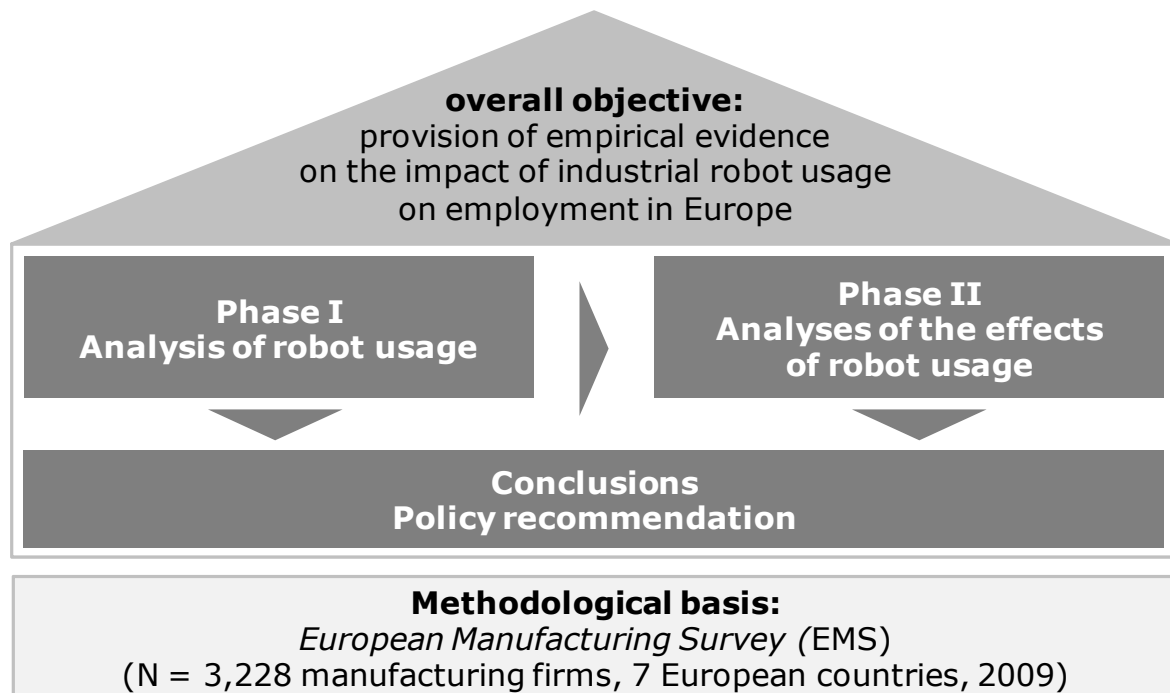 overall objective:
provision of empirical evidence
on the impact of industrial robot usage
on employment in Europe
Phase I
Analysis of robot usage
Phase II
Analyses of the effects
of robot usage
Conclusions
Policy recommendation
Methodological basis:
European Manufacturing Survey (EMS)
(N = 3,228 manufacturing firms, 7 European countries, 2009)